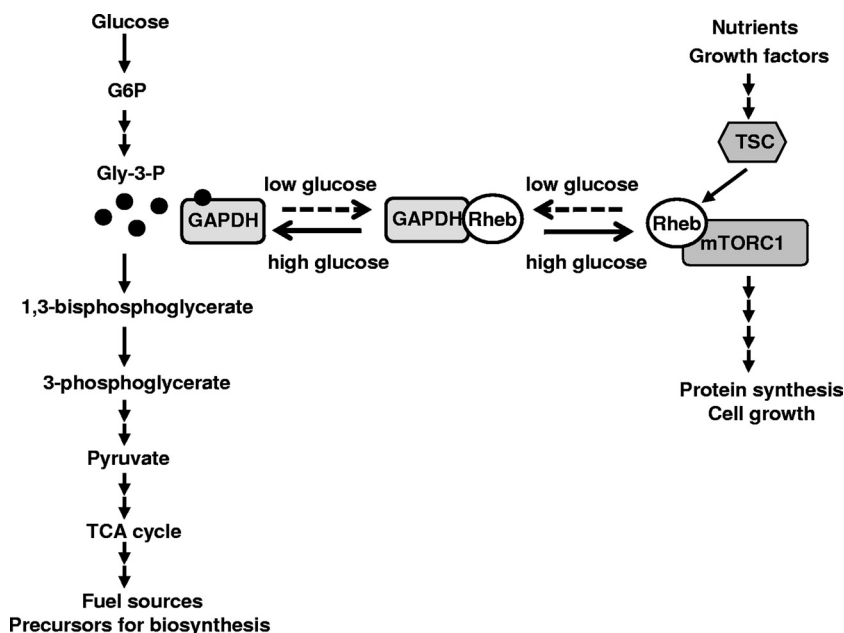 Glucose
G6P
Gly-3-P
GAPDH
low glucose
high glucose
GAPDH
Rheb
low glucose
high glucose
Nutrients
Growth factors
TSC
Rheb
mTORC1
Protein synthesis
Cell growth
1,3-bisphosphoglycerate
3-phosphoglycerate
Pyruvate
TCA cycle
Fuel sources
Precursors for biosynthesis